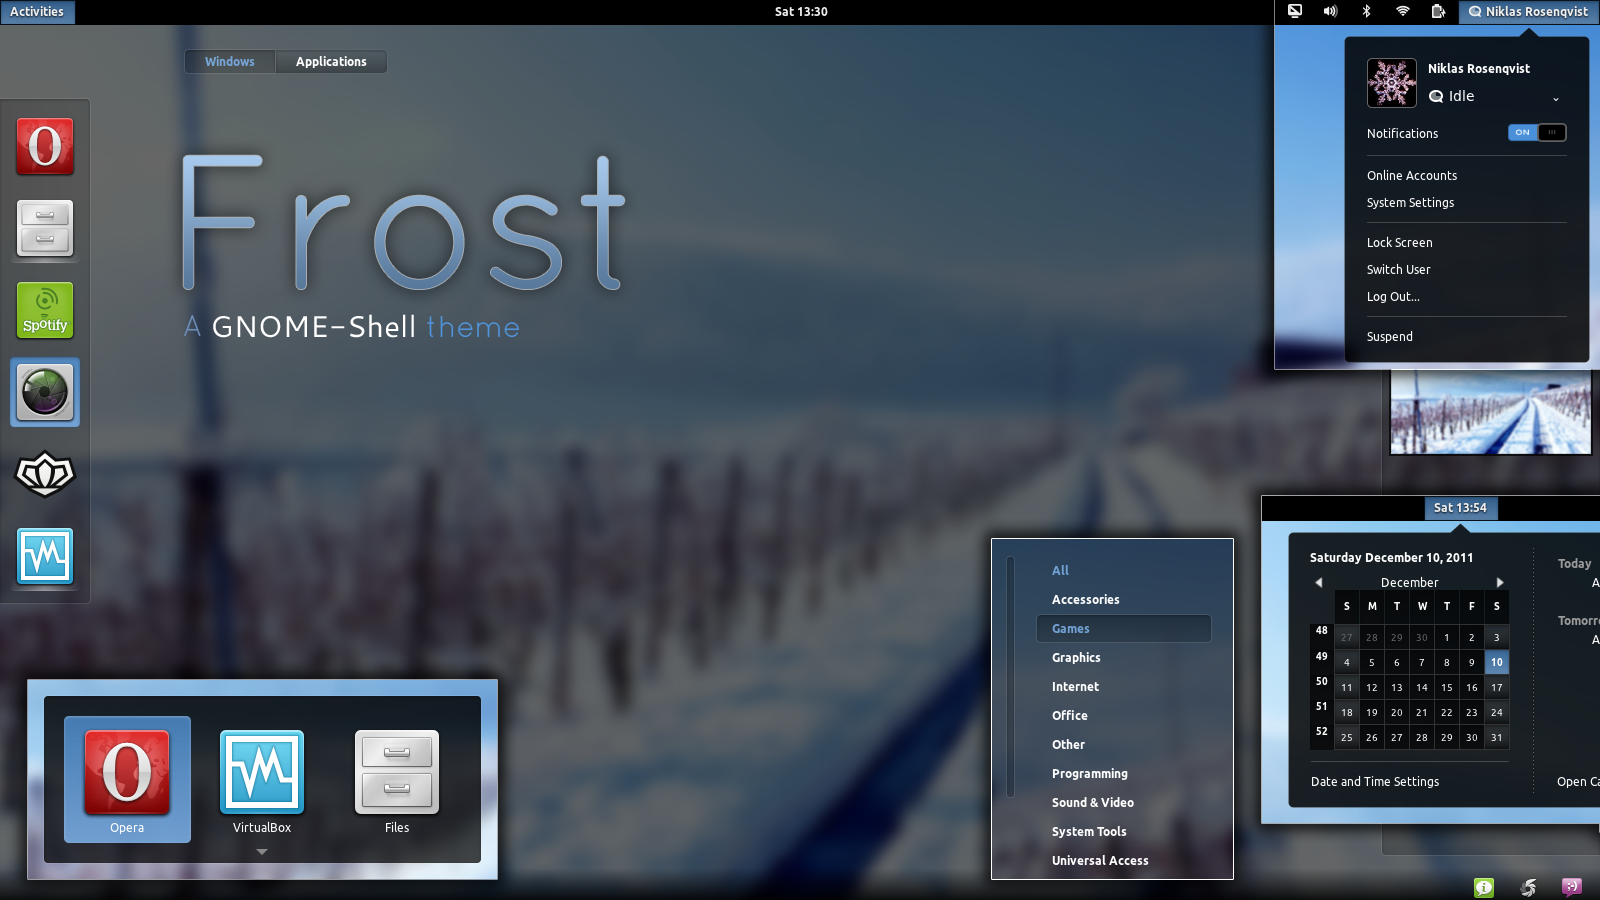 Activities
Sat 13:30
Niklas Rosenqvist
Windows
Applications
Niklas Rosenqvist
Idle
Notifications
ON
Online Accounts
System Settings
Lock Screen
Switch User
Log Out...
Suspend
Spotify
Frost
A GNOME-Shell theme
Sat 13:54
Saturday December 10, 2011
December
S M T W T F S
48 27 28 29 30 1 2 3
49 4 5 6 7 8 9 10
50 11 12 13 14 15 16 17
51 18 19 20 21 22 23 24
52 25 26 27 28 29 30 31
Date and Time Settings
Today
A
Tomorro
A
Open Ca
All
Accessories
Games
Graphics
Internet
Office
Other
Programming
Sound & Video
System Tools
Universal Access
Opera
VirtualBox
Files